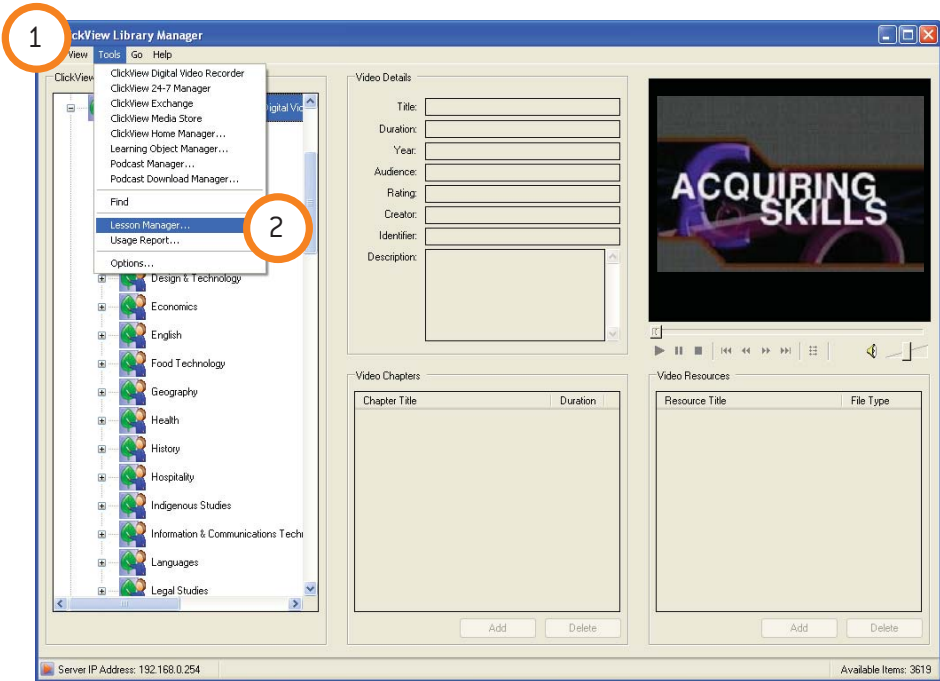 1
ckView Library Manager
View Tools Go Help
ClickView
ClickView Digital Video Recorder
ClickView 24-7 Manager
ClickView Exchange
ClickView Media Store
ClickView Home Manager...
Learning Object Manager...
Podcast Manager...
Podcast Download Manager...
Find
Lesson Manager...
2
Usage Report...
Options...
Digital Vic
Design & Technology
Economics
English
Food Technology
Geography
Health
History
Hospitality
Indigenous Studies
Information & Communications Techn
Languages
Legal Studies
Video Details
Title:
Duration:
Year:
Audience:
Rating:
Creator:
Identifier:
Description:
ACQUIRING
SKILLS
Video Chapters
Chapter Title Duration
Add Delete
Video Resources
Resource Title File Type
Add Delete
Server IP Address: 192.168.0.254
Available Items: 3619